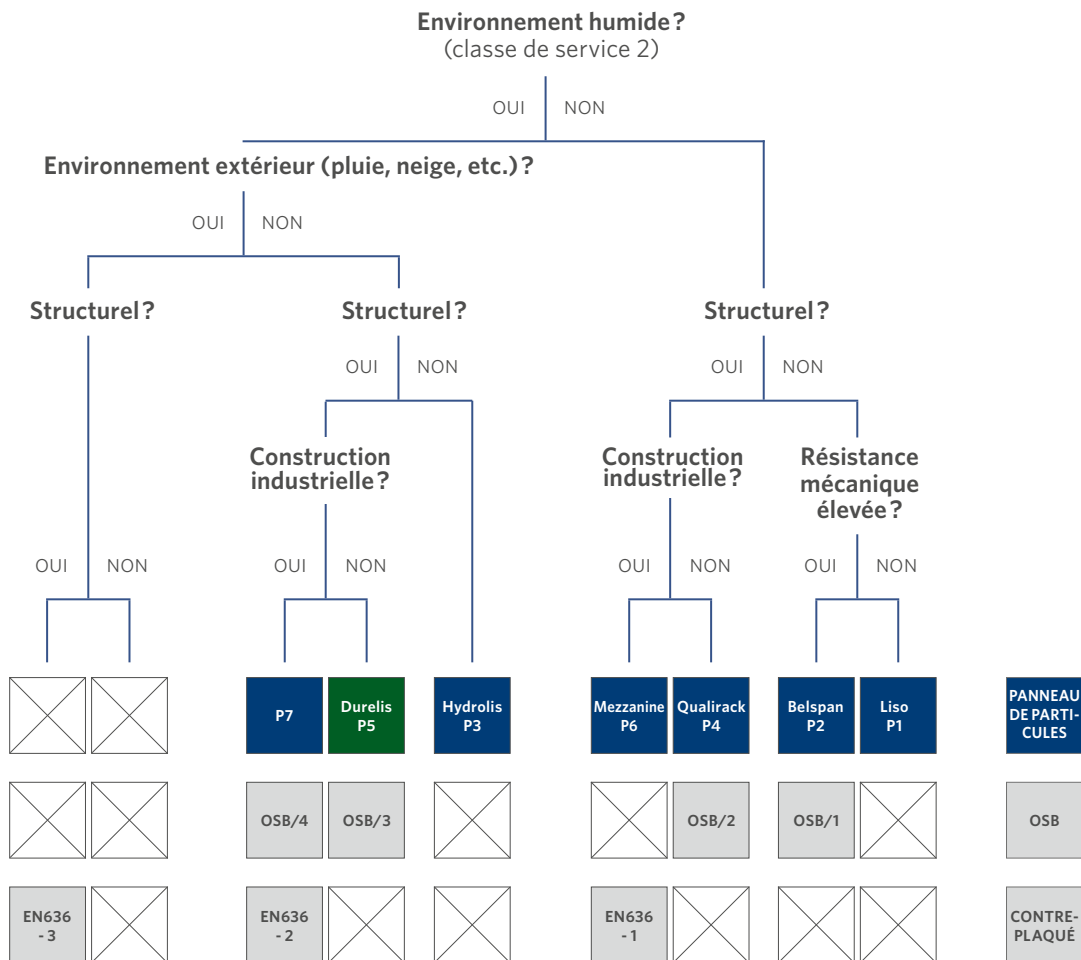 Environnement humide ?
(classe de service 2)
OUI NON
Environnement extérieur (pluie, neige, etc.) ?
OUI NON
Structurel ? Structurel ? Structurel ?
OUI NON OUI NON
Construction
industrielle ?
Construction
industrielle ?
Résistance
mécanique
élevée ?
OUI NON OUI NON OUI NON OUI NON
P7
Durelis
P5
Hydrolis
P3
Mezzanine
P6
Qualirack
P4
Belspan
P2
Liso
P1
PANNEAU
DE PARTI-
CULES
OSB/4 OSB/3 OSB/2 OSB/1 OSB
EN636
- 3
EN636
- 2
EN636
- 1
CONTRE-
PLAQUÉ